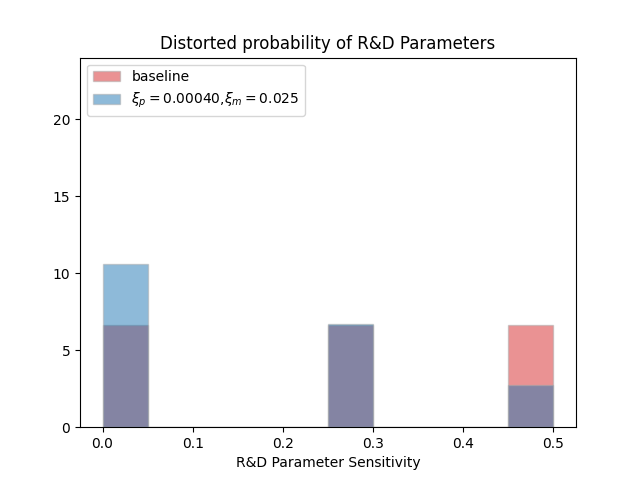 Distorted probability of R&D Parameters
baseline
ξp = 0.00040,ξm = 0.025
20
15
10
5
0
0.0 0.1 0.2 0.3 0.4 0.5
R&D Parameter Sensitivity